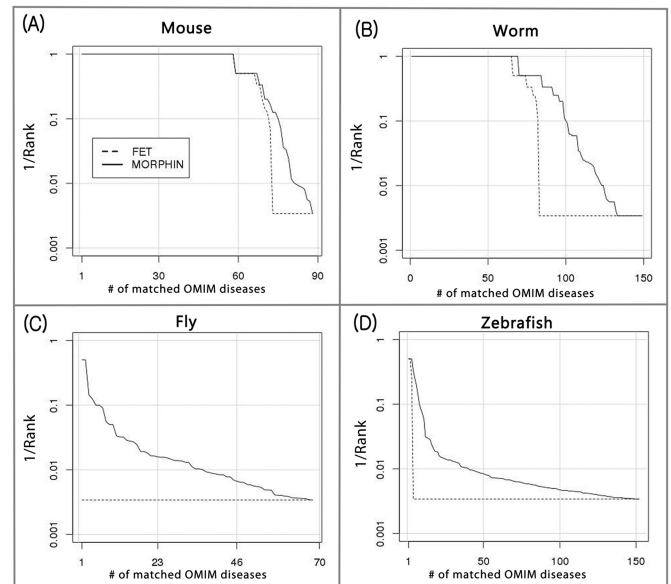 (A)
Mouse
1/Rank
1
0.1
0.01
0.001
FET
MORPHIN
1
30
60
90
# of matched OMIM diseases
(B)
Worm
1/Rank
1
0.1
0.01
0.001
0
50
100
150
# of matched OMIM diseases
(C)
Fly
1/Rank
1
0.1
0.01
0.001
1
23
46
70
# of matched OMIM diseases
(D)
Zebrafish
1/Rank
1
0.1
0.01
0.001
1
50
100
150
# of matched OMIM diseases